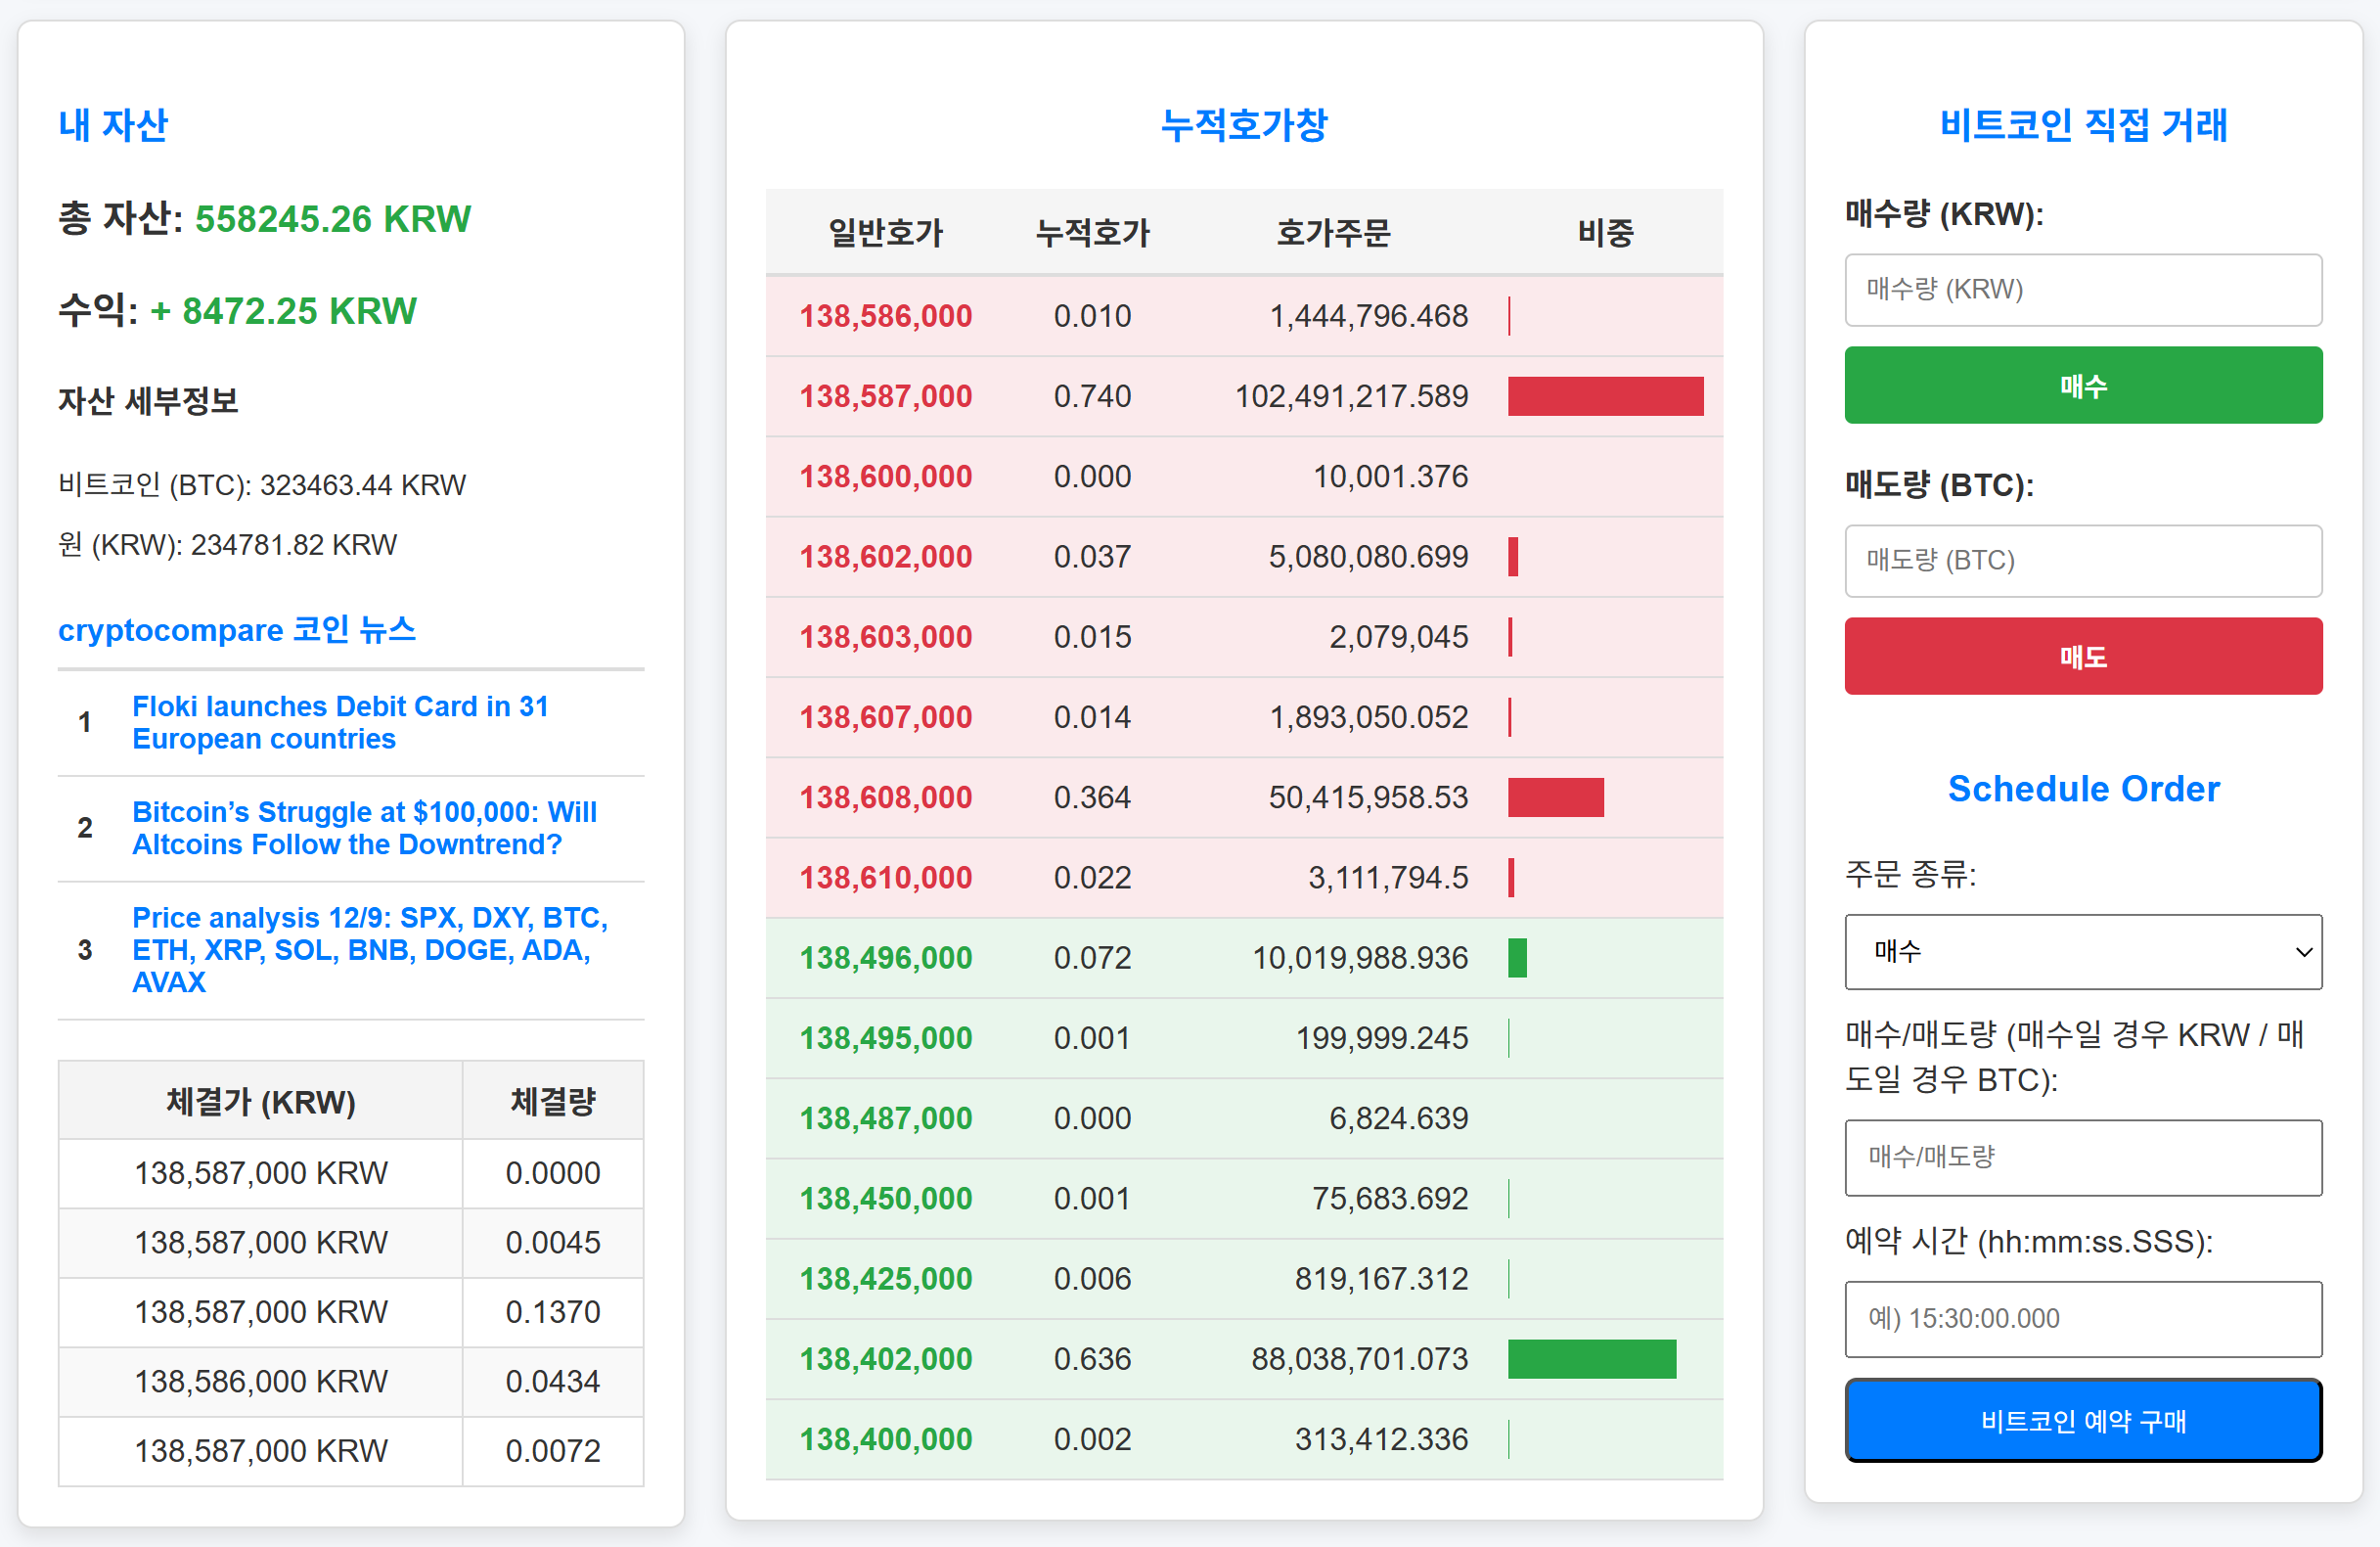 내 자산
총 자산: 558245.26 KRW
수익: + 8472.25 KRW
자산 세부정보
비트코인 (BTC): 323463.44 KRW
원 (KRW): 234781.82 KRW
cryptocompare 코인 뉴스
1 Floki launches Debit Card in 31
European countries
2 Bitcoin’s Struggle at $100,000: Will
Altcoins Follow the Downtrend?
3 Price analysis 12/9: SPX, DXY, BTC,
ETH, XRP, SOL, BNB, DOGE, ADA,
AVAX
체결가 (KRW) 체결량
138,587,000 KRW 0.0000
138,587,000 KRW 0.0045
138,587,000 KRW 0.1370
138,586,000 KRW 0.0434
138,587,000 KRW 0.0072
누적호가창
일반호가 누적호가 호가주문 비중
138,586,000 0.010 1,444,796.468
138,587,000 0.740 102,491,217.589
138,600,000 0.000 10,001.376
138,602,000 0.037 5,080,080.699
138,603,000 0.015 2,079,045
138,607,000 0.014 1,893,050.052
138,608,000 0.364 50,415,958.53
138,610,000 0.022 3,111,794.5
138,496,000 0.072 10,019,988.936
138,495,000 0.001 199,999.245
138,487,000 0.000 6,824.639
138,450,000 0.001 75,683.692
138,425,000 0.006 819,167.312
138,402,000 0.636 88,038,701.073
138,400,000 0.002 313,412.336
비트코인 직접 거래
매수량 (KRW):
매수량 (KRW)
매수
매도량 (BTC):
매도량 (BTC)
매도
Schedule Order
주문 종류:
매수
매수/매도량 (매수일 경우 KRW / 매
도일 경우 BTC):
매수/매도량
예약 시간 (hh:mm:ss.SSS):
예) 15:30:00.000
비트코인 예약 구매